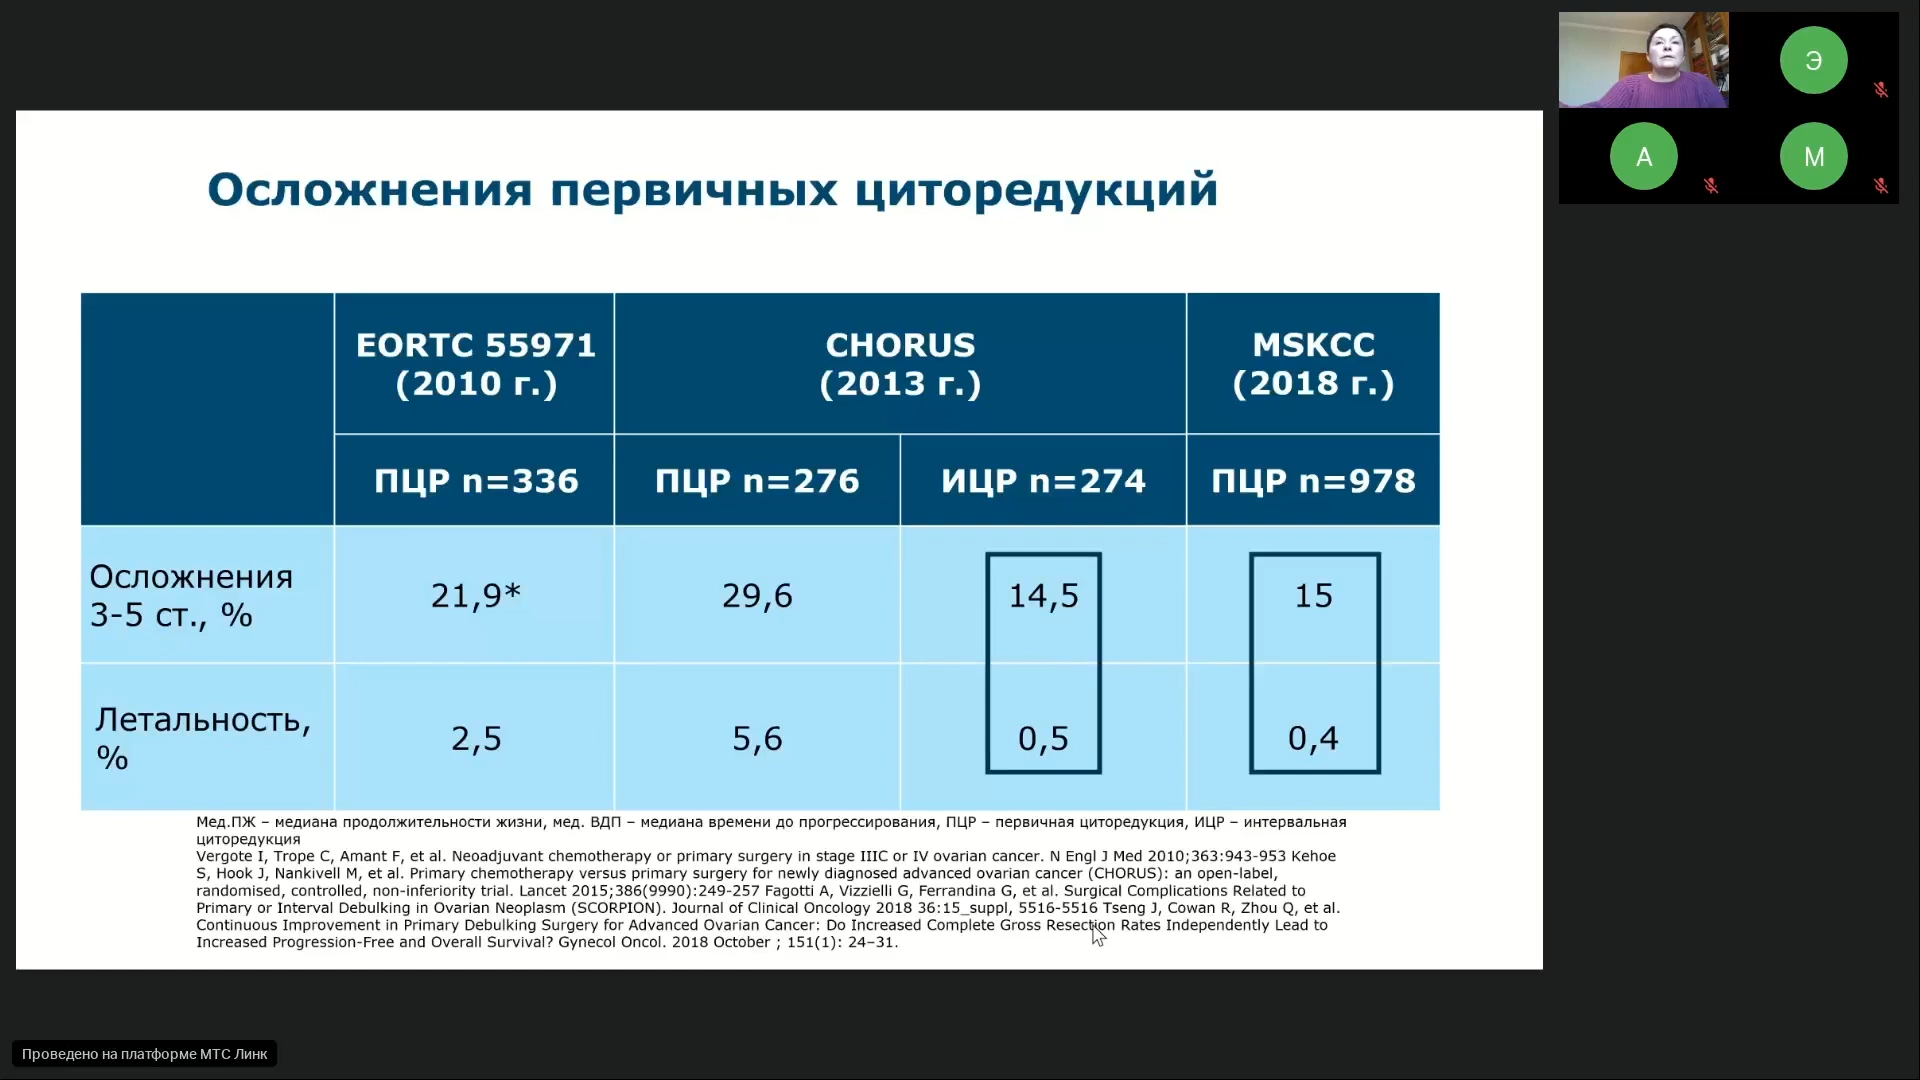 Осложнения первичных циторедукций
EORTC 55971
(2010 г.)
CHORUS
(2013 г.)
MSKCC
(2018 г.)
ПЦР n=336
ПЦР n=276
ИЦР n=274
ПЦР n=978
Осложнения
3-5 ст., %
21,9*
29,6
14,5
15
Летальность,
%
2,5
5,6
0,5
0,4
Мед.ПЖ – медиана продолжительности жизни, мед. ВДП – медиана времени до прогрессирования, ПЦР – первичная циторедукция, ИЦР – интервальная
циторедукция
Vergote I, Trope C, Amant F, et al. Neoadjuvant chemotherapy or primary surgery in stage IIIC or IV ovarian cancer. N Engl J Med 2010;363:943-953 Kehoe
S, Hook J, Nankivell M, et al. Primary chemotherapy versus primary surgery for newly diagnosed advanced ovarian cancer (CHORUS): an open-label,
randomised, controlled, non-inferiority trial. Lancet 2015;386(9990):249-257 Fagotti A, Vizzielli G, Ferrandina G, et al. Surgical Complications Related to
Primary or Interval Debulking in Ovarian Neoplasm (SCORPION). Journal of Clinical Oncology 2018 36:15_suppl, 5516-5516 Tseng J, Cowan R, Zhou Q, et al.
Continuous Improvement in Primary Debulking Surgery for Advanced Ovarian Cancer: Do Increased Complete Gross Resection Rates Independently Lead to
Increased Progression-Free and Overall Survival? Gynecol Oncol. 2018 October ; 151(1): 24–31.
Э
А
М
Проведено на платформе МТС Линк